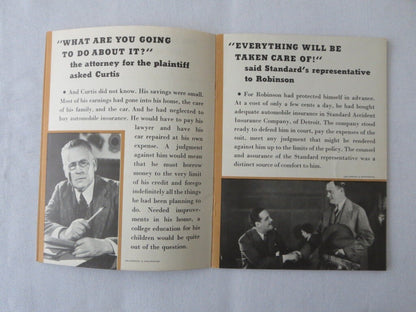 "WHAT ARE YOU GOING
TO DO ABOUT IT?"
the attorney for the plaintiff
asked Curtis
• And Curtis did not know. His savings were small.
Most of his earnings had gone into his home, the care
of his family, and the car. And he had neglected to
buy automobile insurance. He would have to pay his
lawyer and have his
car repaired at his own
expense. A judgment
against him would mean
that he must borrow
money to the very limit
of his credit and forego
indefinitely all the things
he had been planning to
do. Needed improve-
ments in his home, a
college education for his
children would be quite
out of the question.
"EVERYTHING WILL BE
TAKEN CARE OF!"
said Standard's representative
to Robinson
• For Robinson had protected himself in advance.
At a cost of only a few cents a day, he had bought
adequate automobile insurance in Standard Accident
Insurance Company, of Detroit. The company stood
ready to defend him in court, pay the expenses of the
suit, meet any judgment that might be rendered
against him up to the limits of the policy. The counsel
and assurance of the Standard representative was a
distinct source of comfort to him.